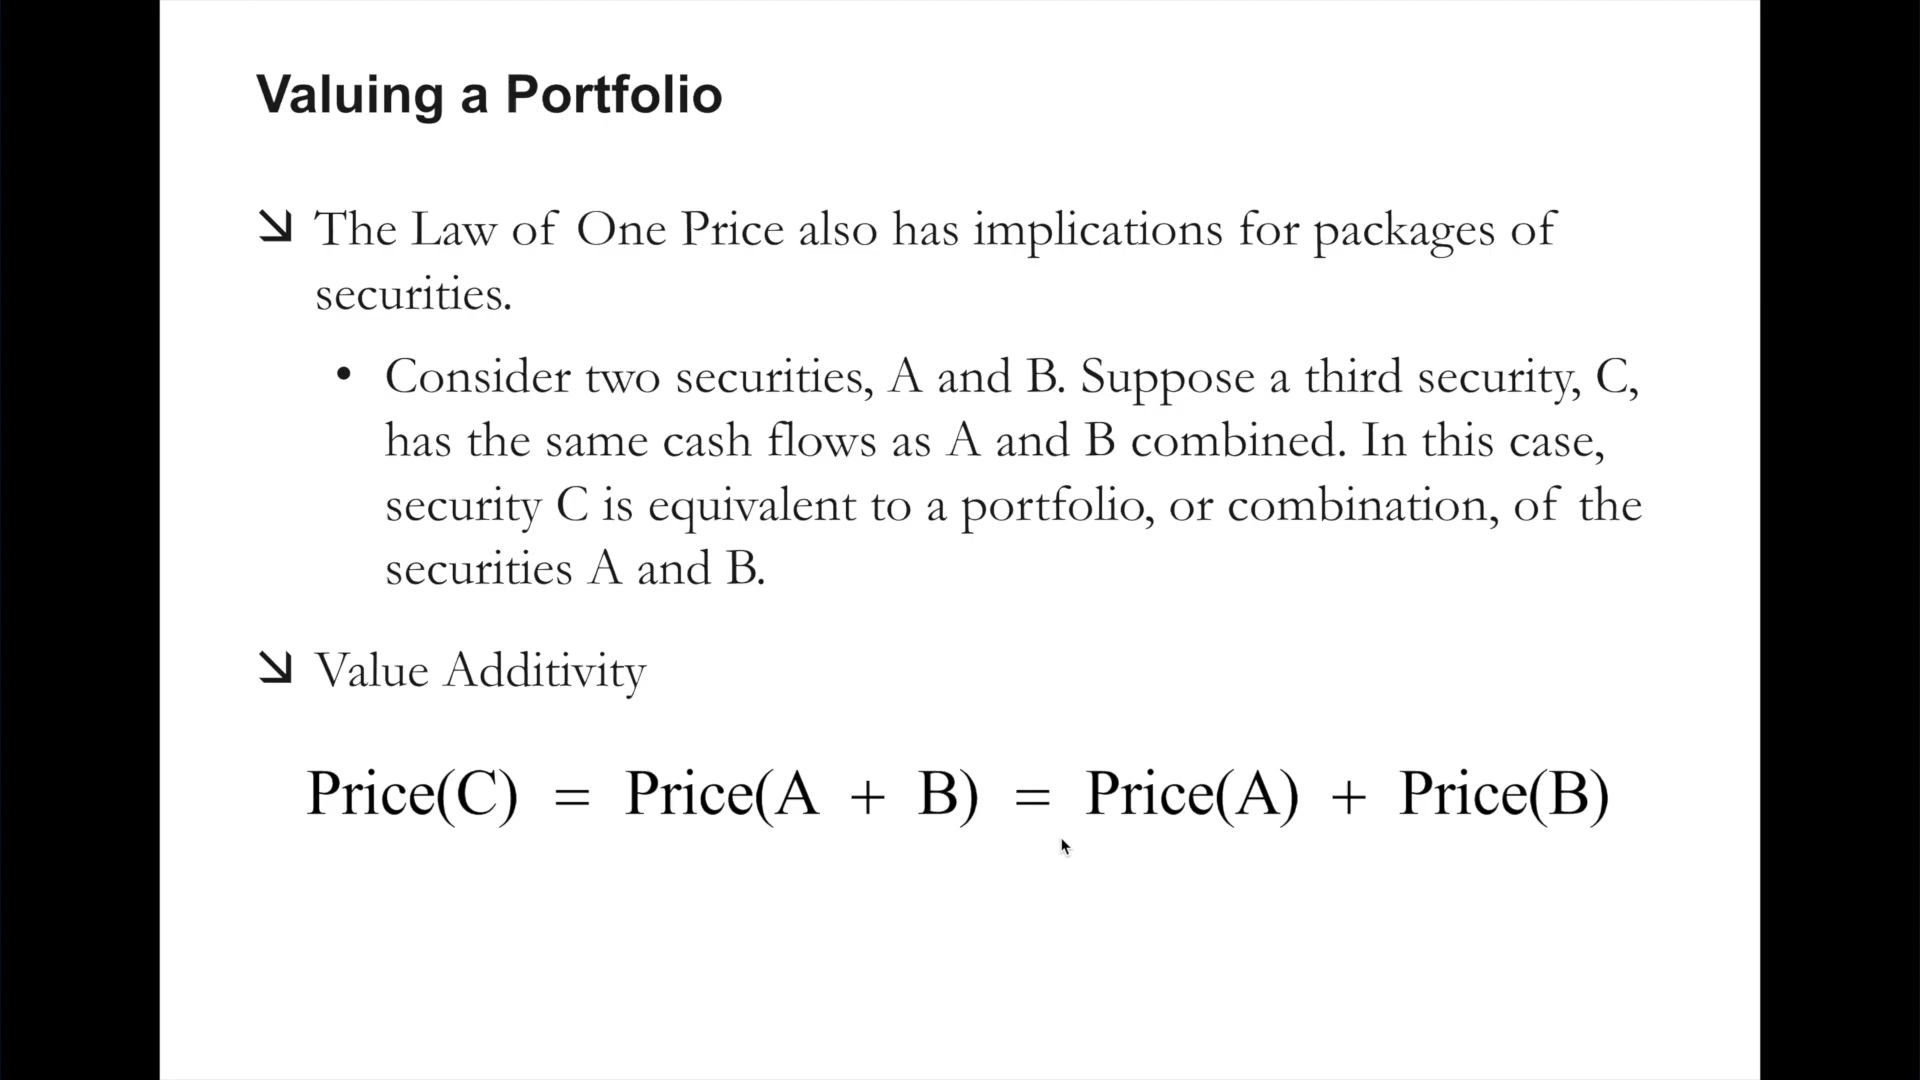 Valuing a Portfolio
The Law of One Price also has implications for packages of
securities.
• Consider two securities, A and B. Suppose a third security, C,
has the same cash flows as A and B combined. In this case,
security C is equivalent to a portfolio, or combination, of the
securities A and B.
Value Additivity
Price(C) = Price(A + B) = Price(A) + Price(B)